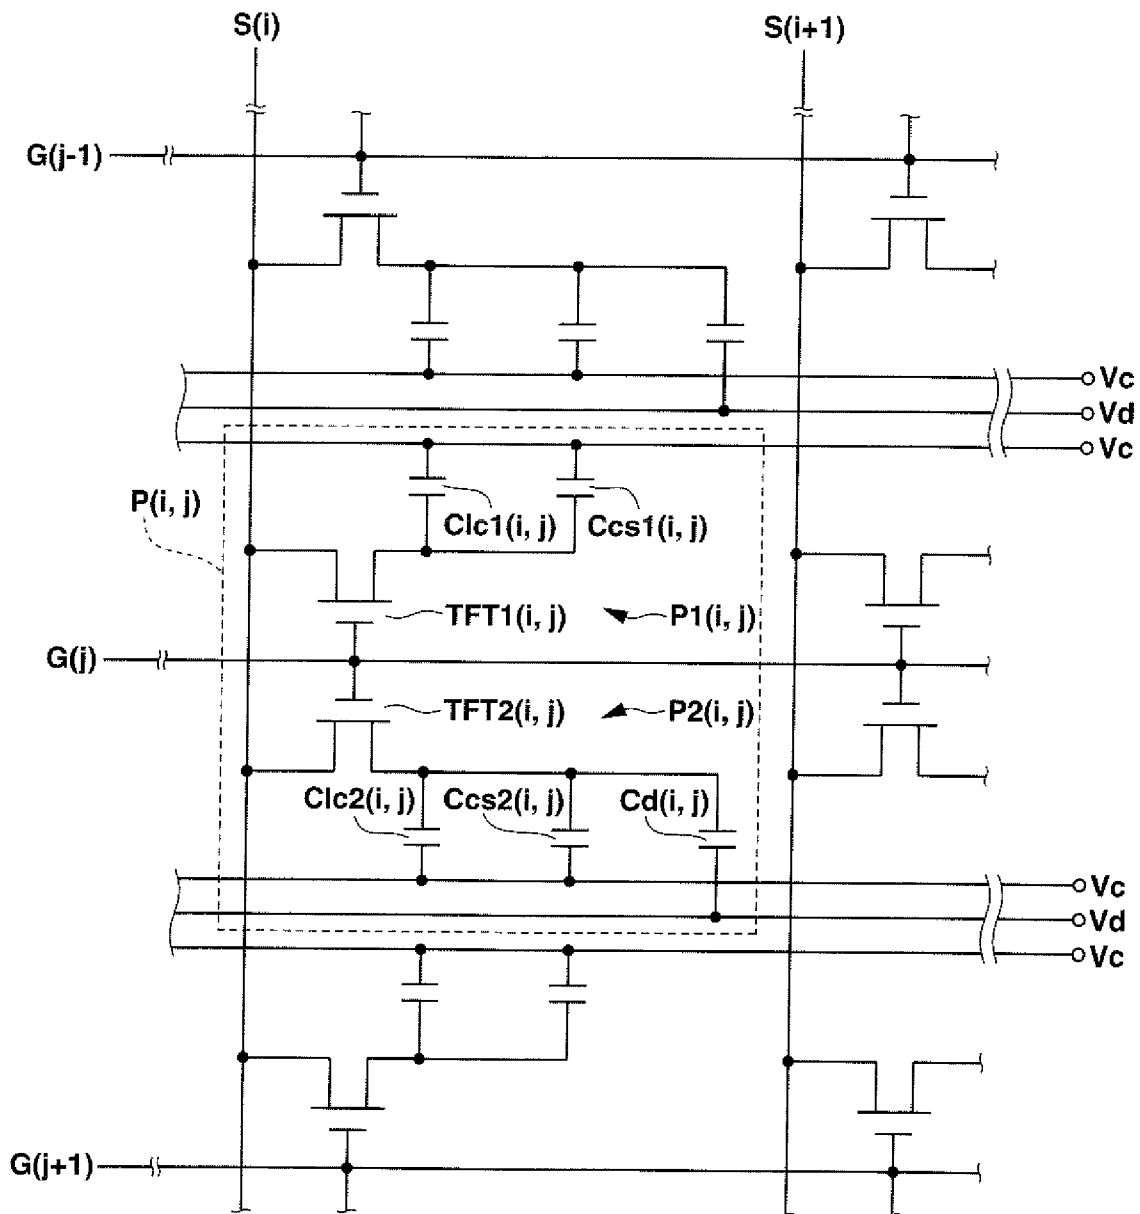 S(i)
S(i+1)
G(j-1)
Vc
Vd
Vc
P(i, j)
Clc1(i, j)
Ccs1(i, j)
TFT1(i, j)
P1(i, j)
G(j)
TFT2(i, j)
P2(i, j)
Clc2(i, j)
Ccs2(i, j)
Cd(i, j)
Vc
Vd
Vc
G(j+1)